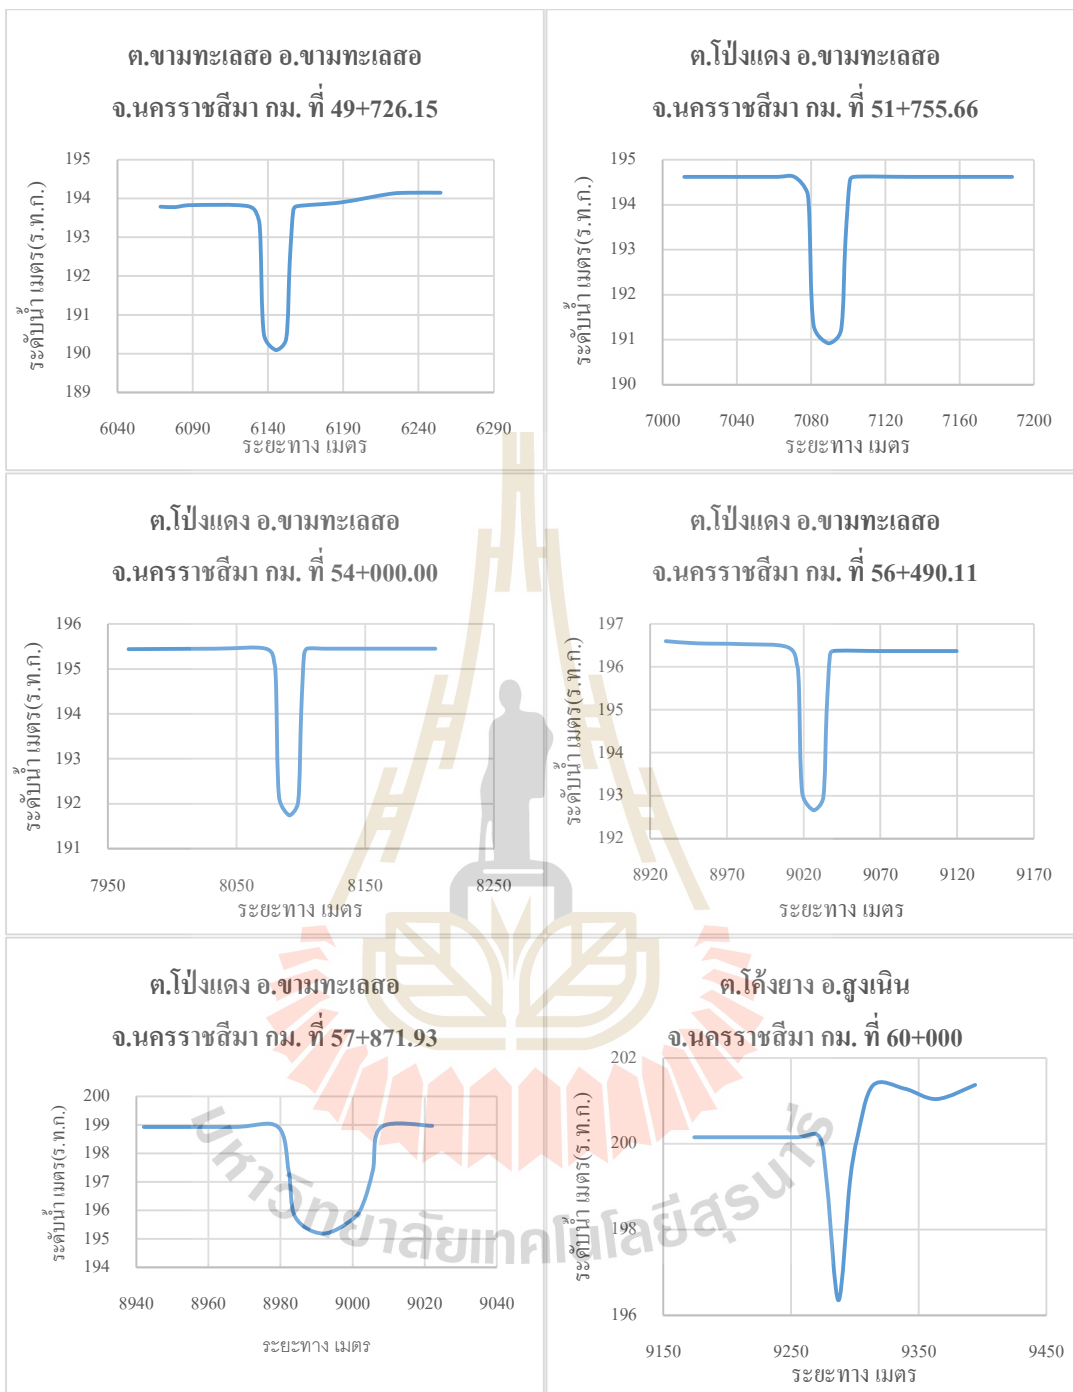 ต.ขามทะเลสอ อ.ขามทะเลสอ
จ.นครราชสีมา กม. ที่ 49+726.15
195
194
193
192
191
190
189
ระดับน้ำ เมตร(ร.ท.ก.)
6040 6090 6140 6190 6240 6290
ระยะทาง เมตร
ต.โป่งแดง อ.ขามทะเลสอ
จ.นครราชสีมา กม. ที่ 51+755.66
195
194
193
192
191
190
ระดับน้ำ เมตร(ร.ท.ก.)
7000 7040 7080 7120 7160 7200
ระยะทาง เมตร
ต.โป่งแดง อ.ขามทะเลสอ
จ.นครราชสีมา กม. ที่ 54+000.00
196
195
194
193
192
191
ระดับน้ำ เมตร(ร.ท.ก.)
7950 8050 8150 8250
ระยะทาง เมตร
ต.โป่งแดง อ.ขามทะเลสอ
จ.นครราชสีมา กม. ที่ 56+490.11
197
196
195
194
193
192
ระดับน้ำ เมตร(ร.ท.ก.)
8920 8970 9020 9070 9120 9170
ระยะทาง เมตร
ต.โป่งแดง อ.ขามทะเลสอ
จ.นครราชสีมา กม. ที่ 57+871.93
200
199
198
197
196
195
194
ระดับน้ำ เมตร(ร.ท.ก.)
8940 8960 8980 9000 9020 9040
ระยะทาง เมตร
ต.โค้งยาง อ.สูงเนิน
จ.นครราชสีมา กม. ที่ 60+000
202
200
198
196
ระดับน้ำ เมตร(ร.ท.ก.)
9150 9250 9350 9450
ระยะทาง เมตร
มหาวิทยาลัยเทคโนโลยีสุรนารี